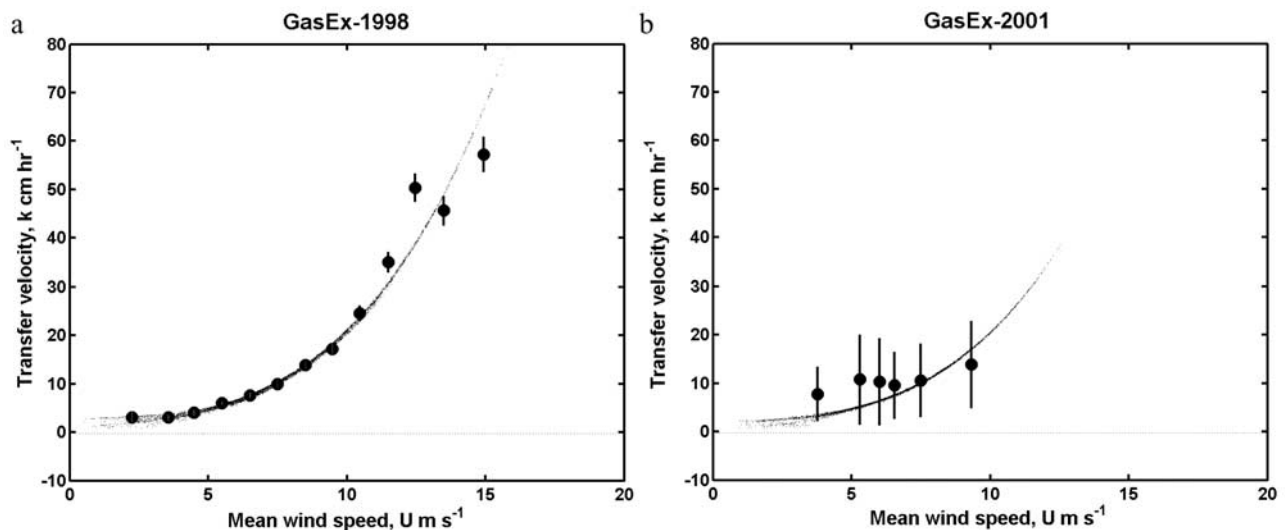 a
GasEx-1998
80
70
60
50
40
30
20
10
0
-10
Transfer velocity, k cm hr⁻¹
0 5 10 15 20
Mean wind speed, U m s⁻¹
b
GasEx-2001
80
70
60
50
40
30
20
10
0
-10
Transfer velocity, k cm hr⁻¹
0 5 10 15 20
Mean wind speed, U m s⁻¹